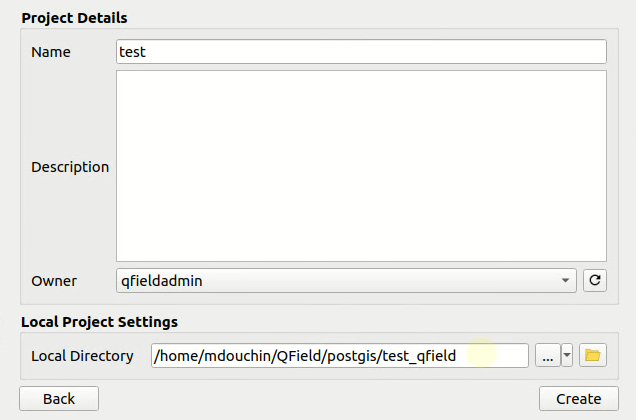 Project Details
Name test
Description
Owner qfieldadmin
Local Project Settings
Local Directory /home/mdouchin/QField/postgis/test_qfield ...
Back Create